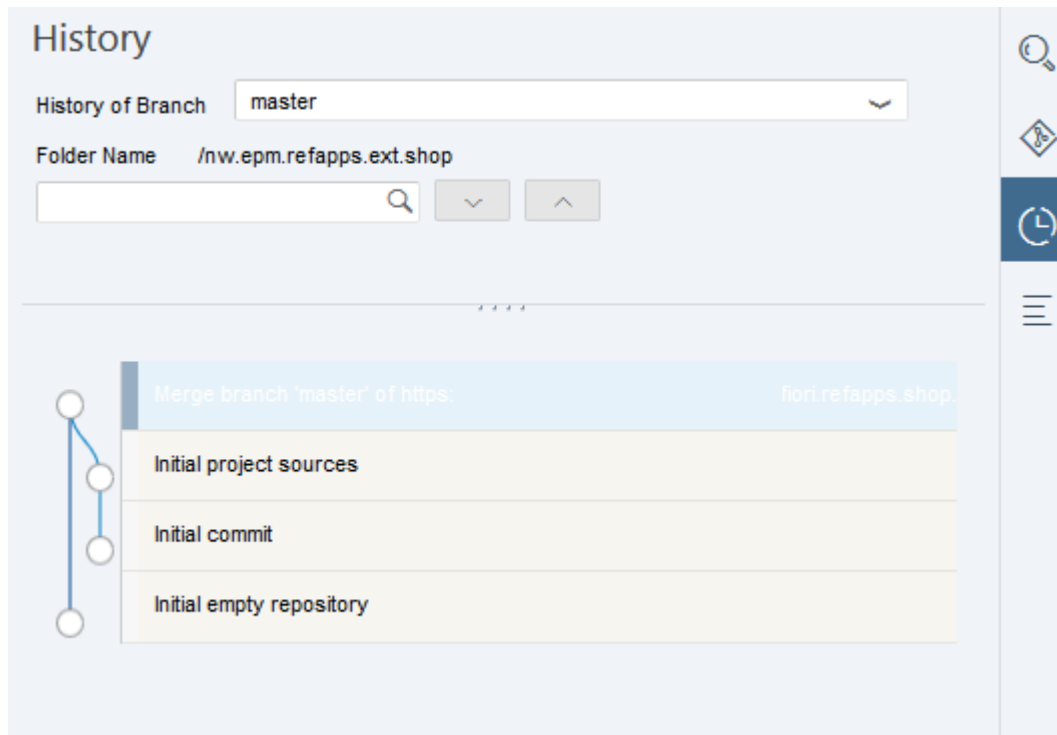 History
History of Branch master
Folder Name /nw.epm.refapps.ext.shop
Merge branch 'master' of https: fiori.refapps.shop.
Initial project sources
Initial commit
Initial empty repository